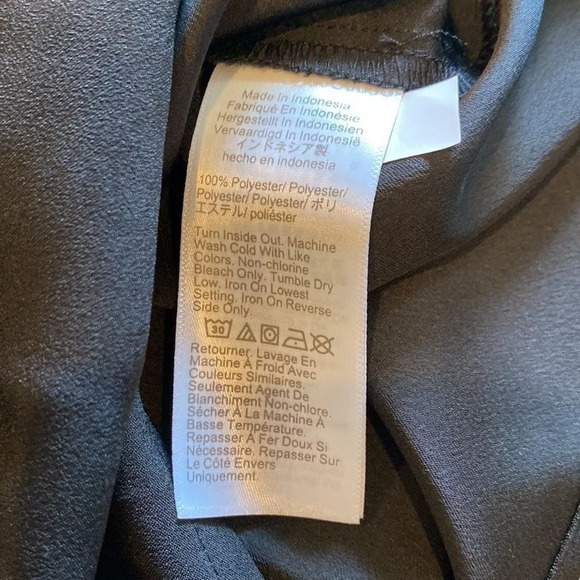 Made In Indonesia
Fabriqué En Indonésie
Hergestellt In Indonesien
Vervaardigd In Indonesië
インドネシア製
hecho en indonesia
100% Polyester/ Polyester/
Polyester/ Polyester/ ポリ
エステル/ poliéster
Turn Inside Out. Machine
Wash Cold With Like
Colors. Non-chlorine
Bleach Only. Tumble Dry
Low. Iron On Lowest
Setting. Iron On Reverse
Side Only.
30
Retourner. Lavage En
Machine À Froid Avec
Couleurs Similaires.
Seulement Agent De
Blanchiment Non-chlore.
Sécher À La Machine À
Basse Température.
Repasser À Fer Doux Si
Nécessaire. Repasser Sur
Le Côté Envers
Uniquement.